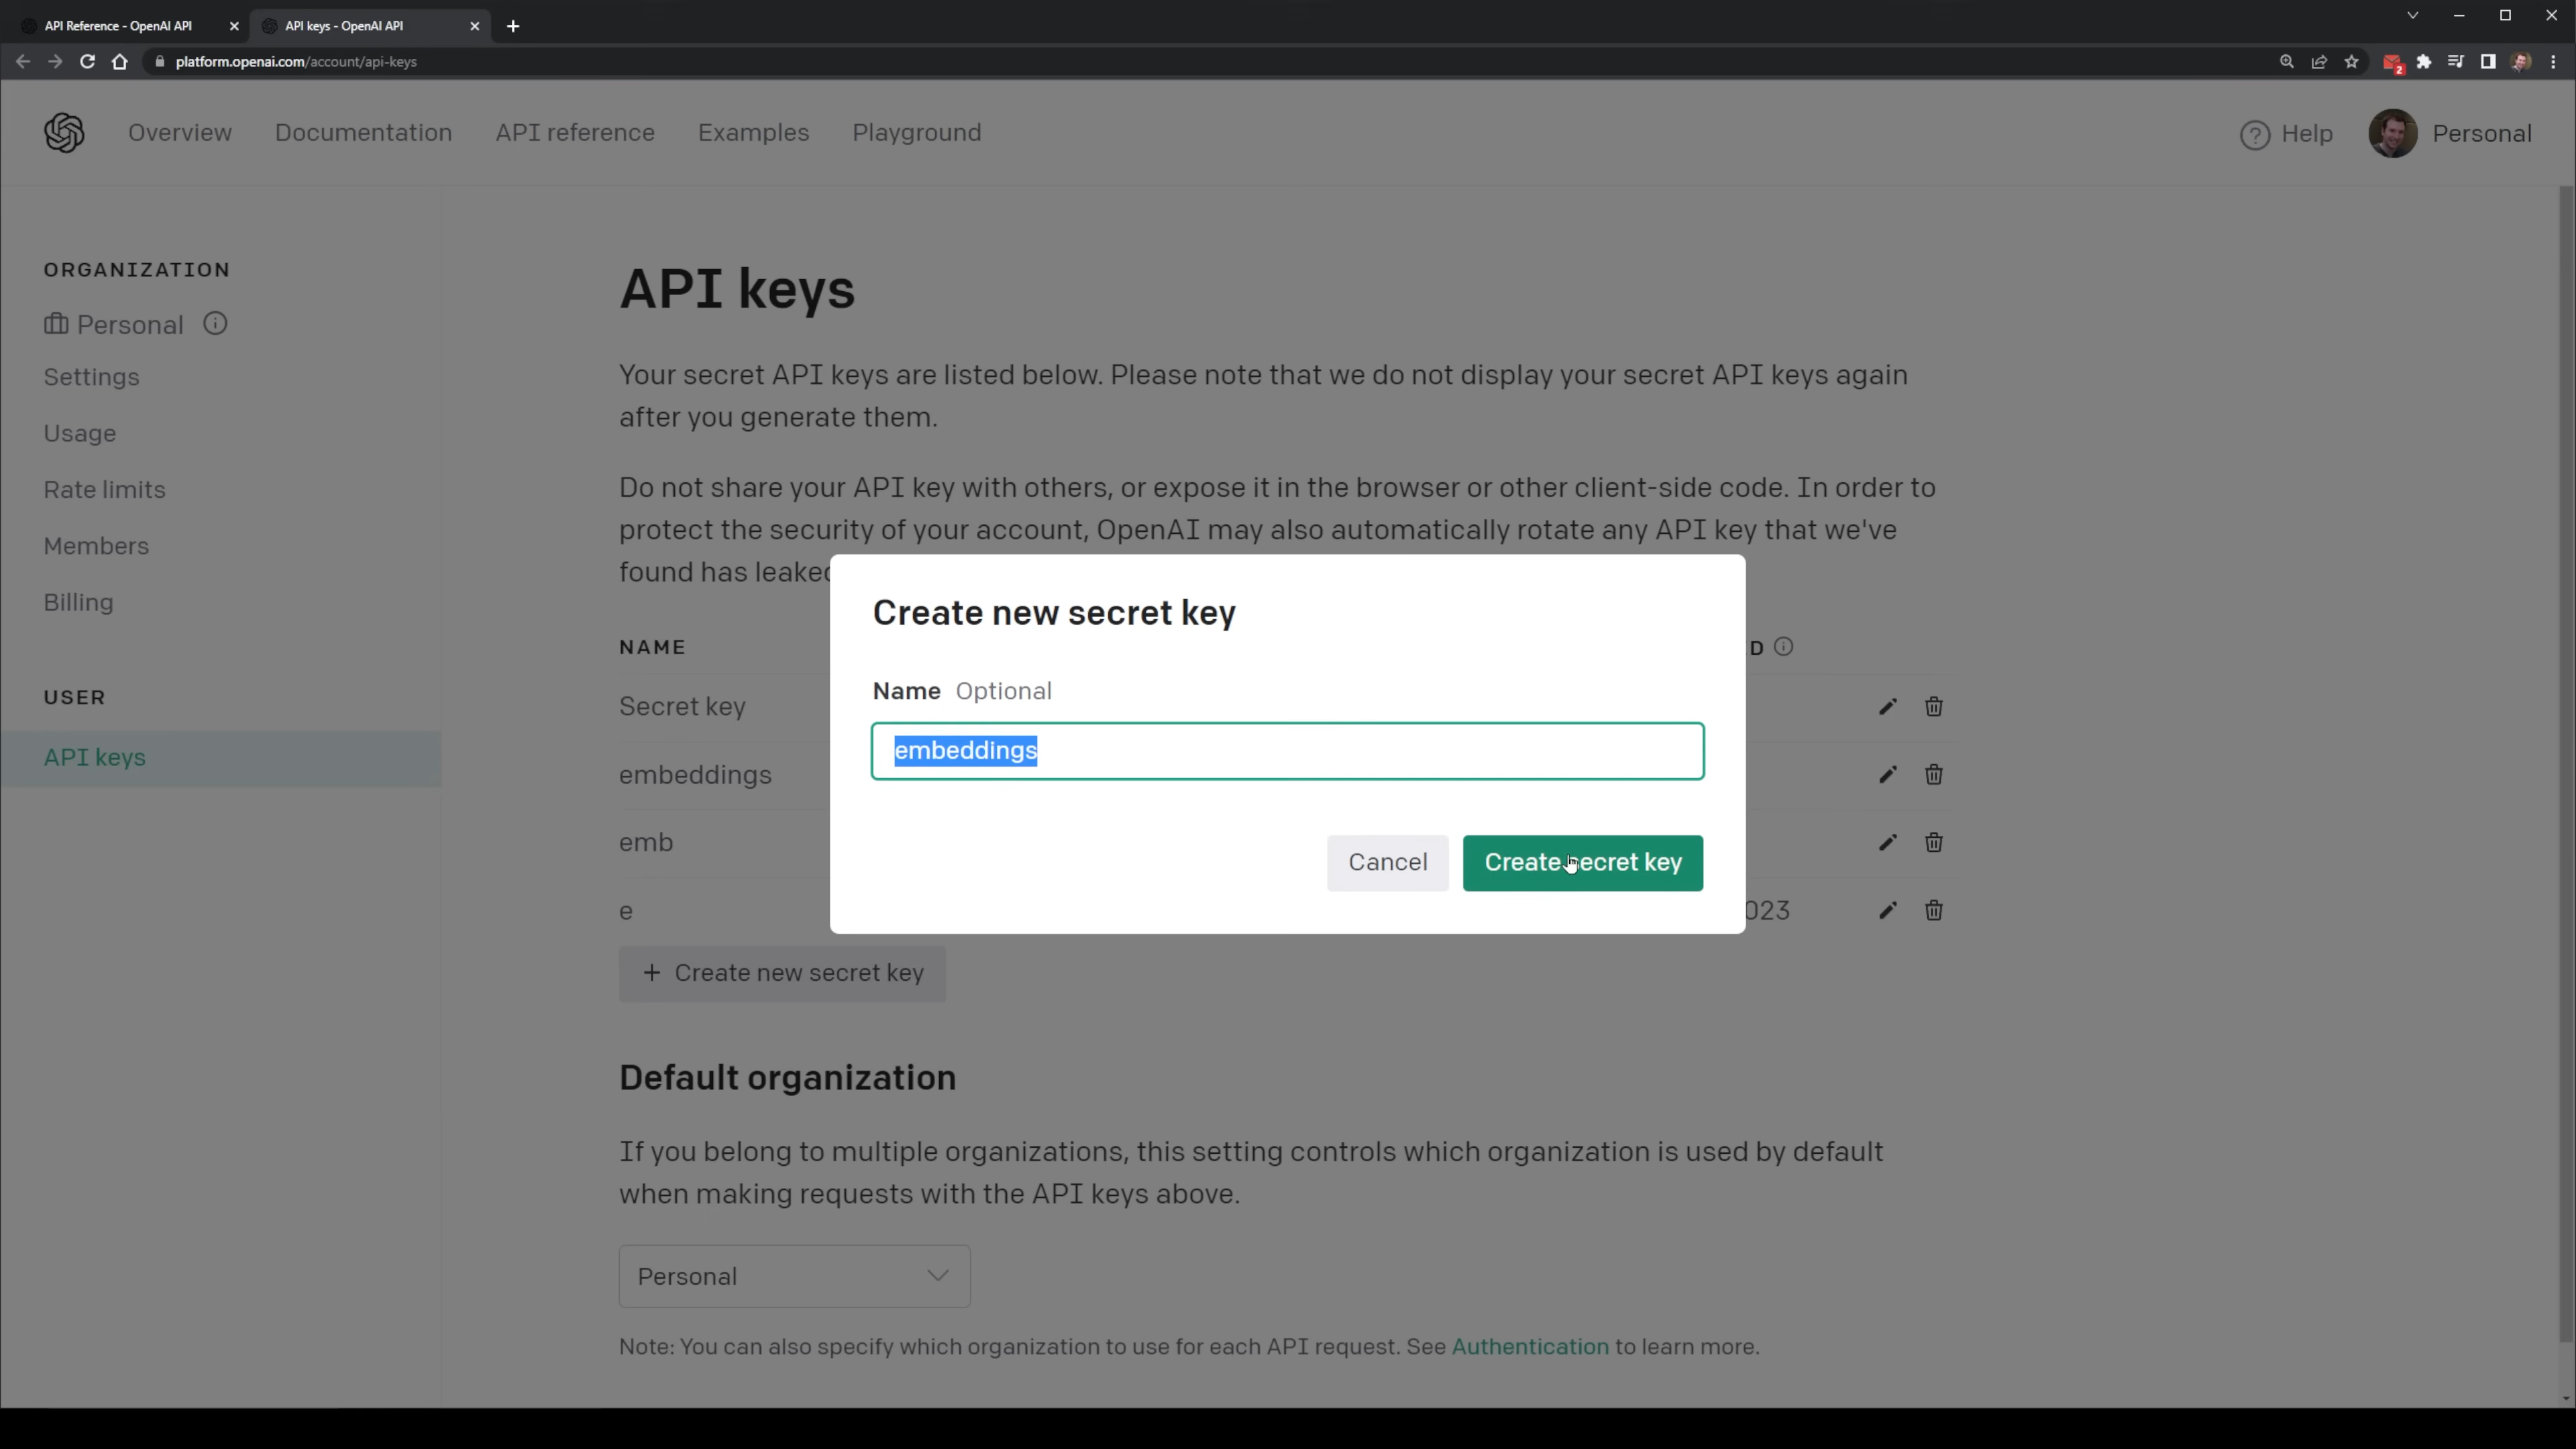 API Reference - OpenAI API
API keys - OpenAI API
platform.openai.com/account/api-keys
2
Overview
Documentation
API reference
Examples
Playground
Help
Personal
ORGANIZATION
Personal
Settings
Usage
Rate limits
Members
Billing
USER
API keys
API keys
Your secret API keys are listed below. Please note that we do not display your secret API keys again
after you generate them.
Do not share your API key with others, or expose it in the browser or other client-side code. In order to
protect the security of your account, OpenAI may also automatically rotate any API key that we've
found has leaked
NAME
D
Secret key
embeddings
emb
e
023
+ Create new secret key
Create new secret key
Name Optional
embeddings
Cancel
Create secret key
Default organization
If you belong to multiple organizations, this setting controls which organization is used by default
when making requests with the API keys above.
Personal
Note: You can also specify which organization to use for each API request. See Authentication to learn more.